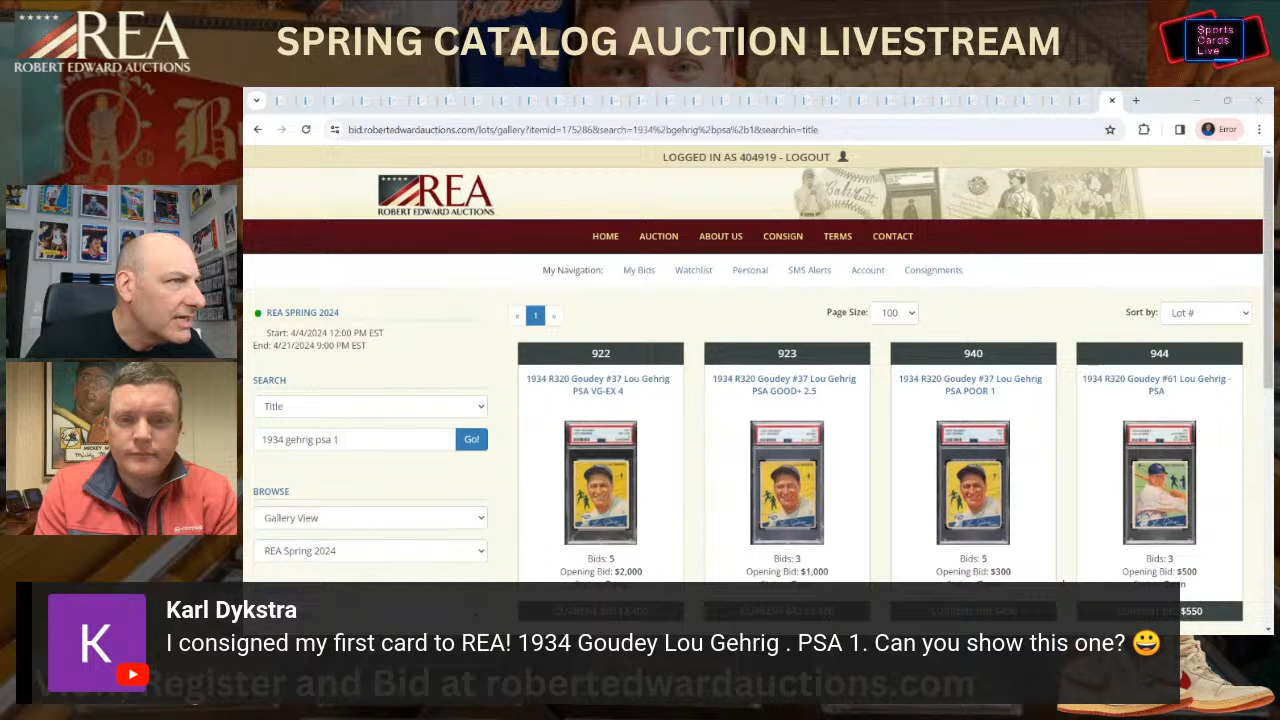 REA
ROBERT EDWARD AUCTIONS
SPRING CATALOG AUCTION LIVESTREAM
Sports
Cards
Live
bid.robertedwardauctions.com/lots/gallery?itemid=175286&search=1934%2bgehrig%2bpsa%2b1&searchin=title
Error
LOGGED IN AS 404919 - LOGOUT
REA
ROBERT EDWARD AUCTIONS
HOME AUCTION ABOUT US CONSIGN TERMS CONTACT
My Navigation: My Bids Watchlist Personal SMS Alerts Account Consignments
REA SPRING 2024
Start: 4/4/2024 12:00 PM EST
End: 4/21/2024 9:00 PM EST
SEARCH
Title
1934 gehrig psa 1
Go!
BROWSE
Gallery View
REA Spring 2024
« 1 »
Page Size: 100
Sort by: Lot #
922
1934 R320 Goudey #37 Lou Gehrig
PSA VG-EX 4
Bids: 5
Opening Bid: $2,000
923
1934 R320 Goudey #37 Lou Gehrig
PSA GOOD+ 2.5
Bids: 3
Opening Bid: $1,000
940
1934 R320 Goudey #37 Lou Gehrig
PSA POOR 1
Bids: 5
Opening Bid: $300
944
1934 R320 Goudey #61 Lou Gehrig -
PSA
Bids: 3
Opening Bid: $500
$550
K
Karl Dykstra
I consigned my first card to REA! 1934 Goudey Lou Gehrig . PSA 1. Can you show this one? 😀
Register and Bid at robertedwardauctions.com